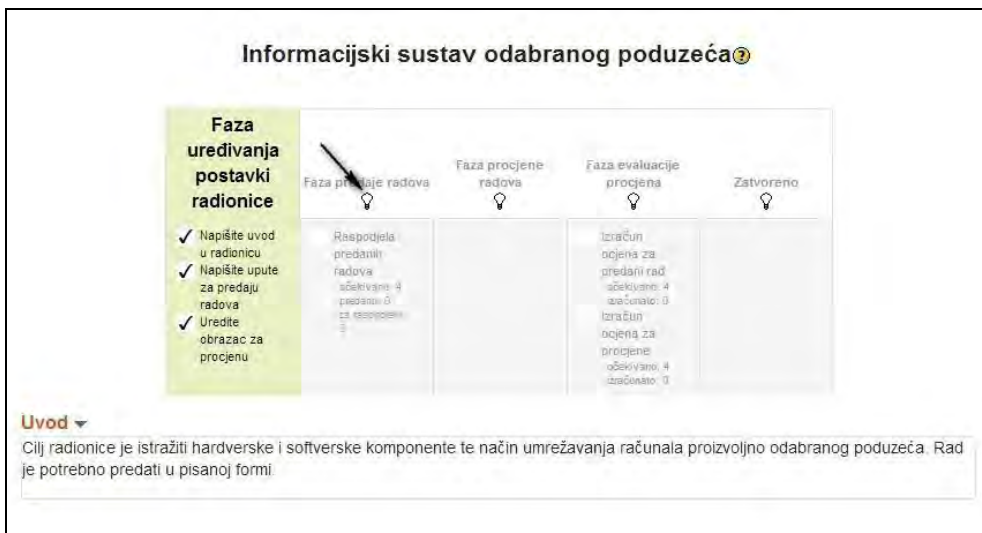 Informacijski sustav odabranog poduzeća
Faza
uređivanja
postavki
radionice
Napišite uvod
u radionicu
Napišite upute
za predaju
radova
Uredite
obrazac za
procjenu
Faza predaje radova
Raspodjela
predanih
radova
očekivano: 4
predano: 0
za raspodjelu:
Faza procjene
radova
Faza evaluacije
procjena
Izračun
ocjena za
predani rad
očekivano: 4
izračunato: 0
Izračun
ocjena za
procjene
očekivano: 4
izračunato: 0
Zatvoreno
Uvod
Cilj radionice je istražiti hardverske i softverske komponente te način umrežavanja računala proizvoljno odabranog poduzeća. Rad
je potrebno predati u pisanoj formi.